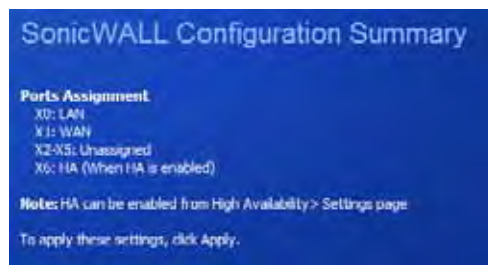 SonicWALL Configuration Summary
Ports Assignment
X0: LAN
X1: WAN
X2-X5: Unassigned
X6: HA (When HA is enabled)
Note: HA can be enabled from High Availability > Settings page
To apply these settings, click Apply.